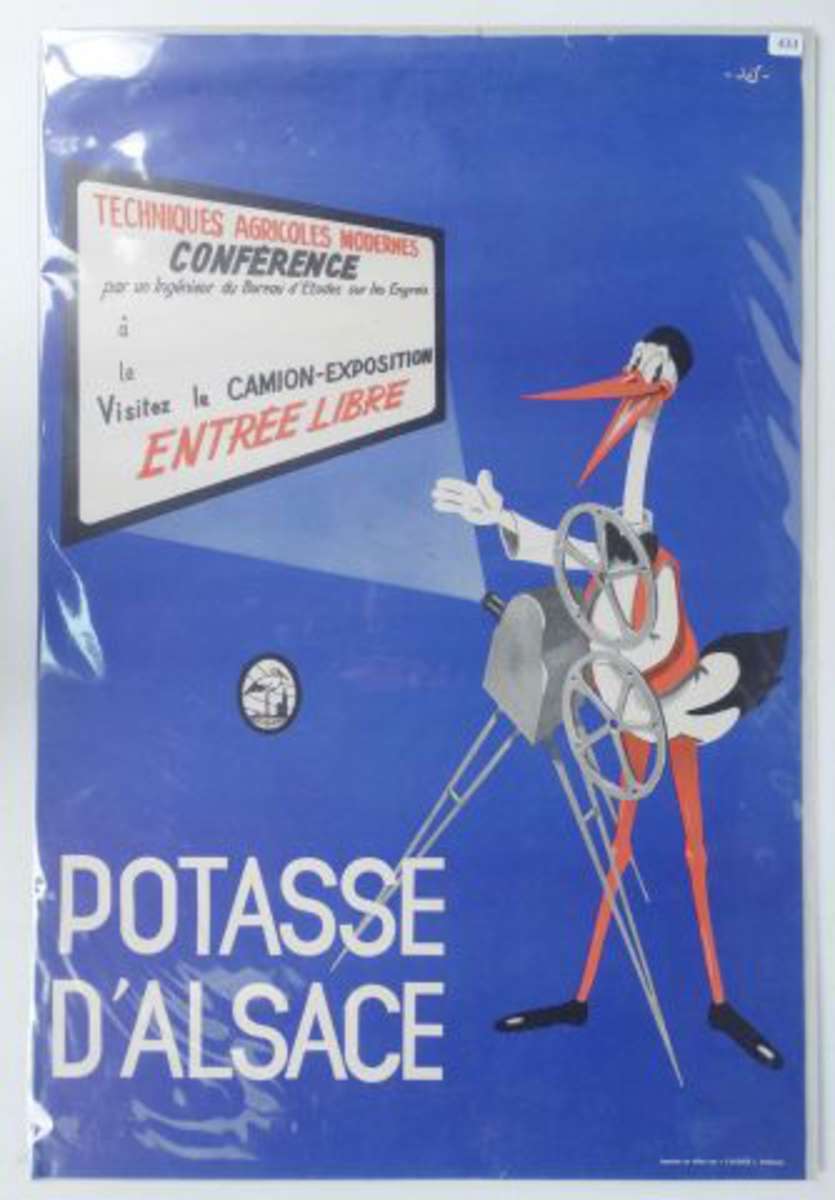 433
TECHNIQUES AGRICOLES MODERNES
CONFÉRENCE
par un Ingénieur du Bureau d'Etudes sur les Engrais
à
le
Visitez le CAMION-EXPOSITION
ENTRÉE LIBRE
POTASSE
D'ALSACE